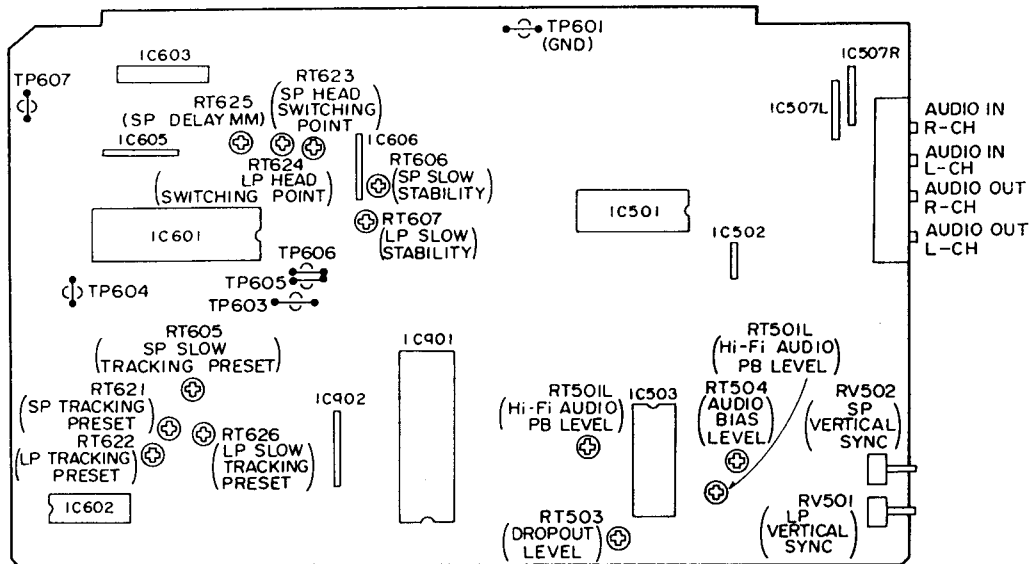 TP601
(GND)
IC603
TP607
RT623
(SP HEAD
SWITCHING
POINT)
RT625
(SP DELAY MM)
IC605
IC606
RT624
(LP HEAD
SWITCHING POINT)
RT606
(SP SLOW
STABILITY)
RT607
(LP SLOW
STABILITY)
IC601
TP606
TP605
TP603
TP604
IC507R
IC507L
AUDIO IN
R-CH
AUDIO IN
L-CH
AUDIO OUT
R-CH
AUDIO OUT
L-CH
IC501
IC502
RT605
(SP SLOW
TRACKING PRESET)
RT621
(SP TRACKING
PRESET)
RT622
(LP TRACKING
PRESET)
RT626
(LP SLOW
TRACKING
PRESET)
IC602
IC902
IC901
RT501L
(Hi-Fi AUDIO
PB LEVEL)
RT501L
(Hi-Fi AUDIO
PB LEVEL)
IC503
RT504
(AUDIO
BIAS
LEVEL)
RV502
(SP
VERTICAL
SYNC)
RV501
(LP
VERTICAL
SYNC)
RT503
(DROPOUT
LEVEL)